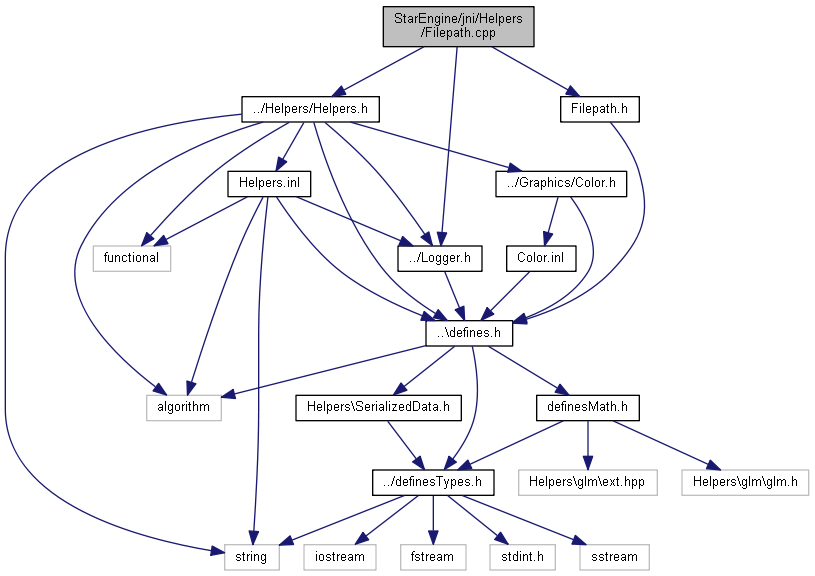 StarEngine/jni/Helpers
/Filepath.cpp
../Helpers/Helpers.h
Filepath.h
Helpers.inl
../Graphics/Color.h
functional
../Logger.h
Color.inl
..\defines.h
algorithm
Helpers\SerializedData.h
definesMath.h
../definesTypes.h
Helpers\glm\ext.hpp
Helpers\glm\glm.h
string
iostream
fstream
stdint.h
sstream